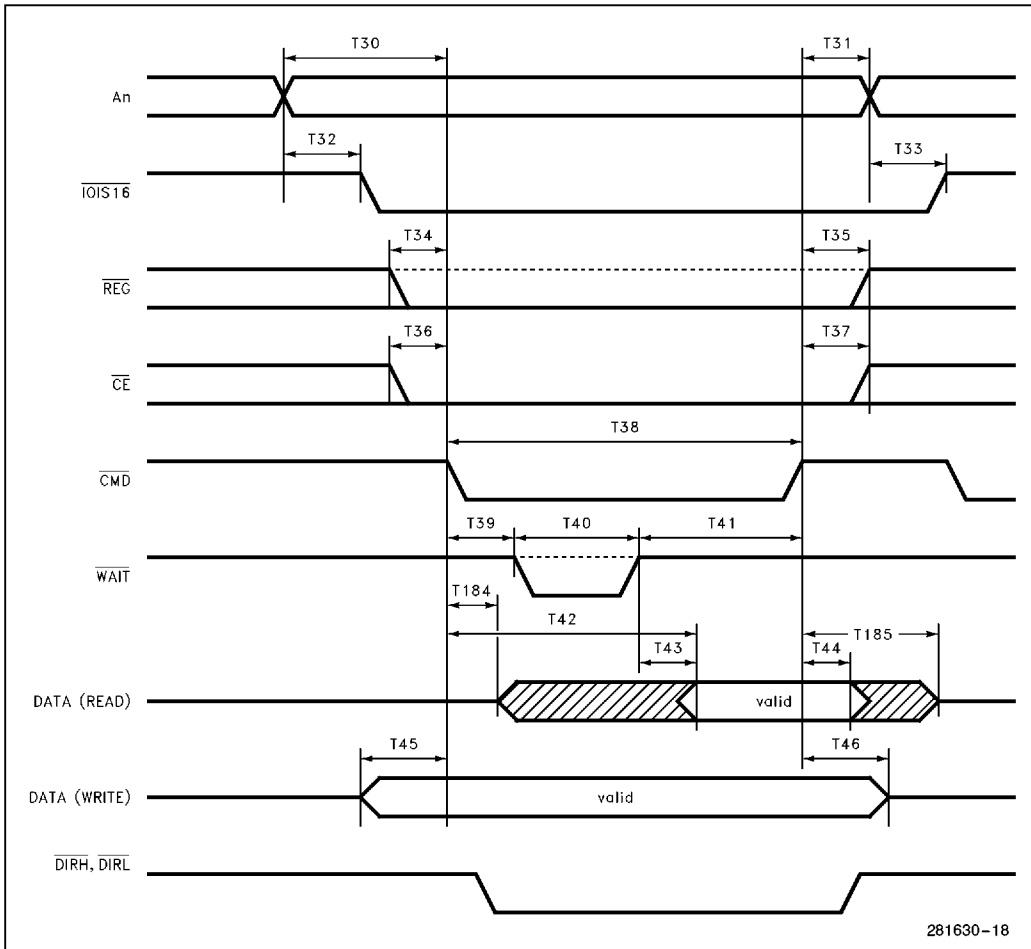 T30
T31
An
T32
T33
IOIS16
T34
T35
REG
T36
T37
CE
T38
CMD
T39
T40
T41
WAIT
T184
T42
T185
T43
T44
DATA (READ)
valid
T45
T46
DATA (WRITE)
valid
DIRH, DIRL
281630-18